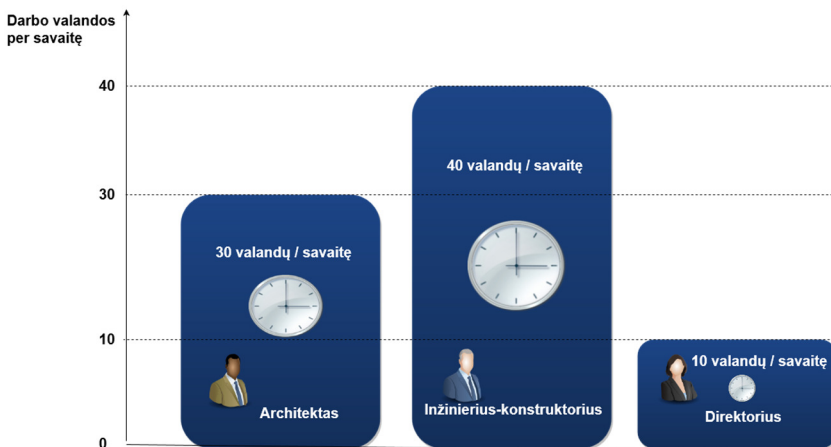 Darbo valandos
per savaitę
40
40 valandų / savaitę
30
30 valandų / savaitę
10
10 valandų / savaitę
Architektas
Inžinierius-konstruktorius
Direktorius
0